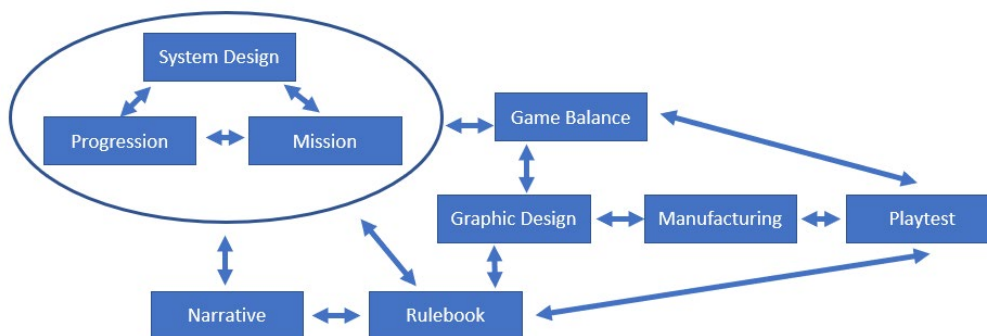 System Design
Progression
Mission
Game Balance
Graphic Design
Manufacturing
Playtest
Narrative
Rulebook